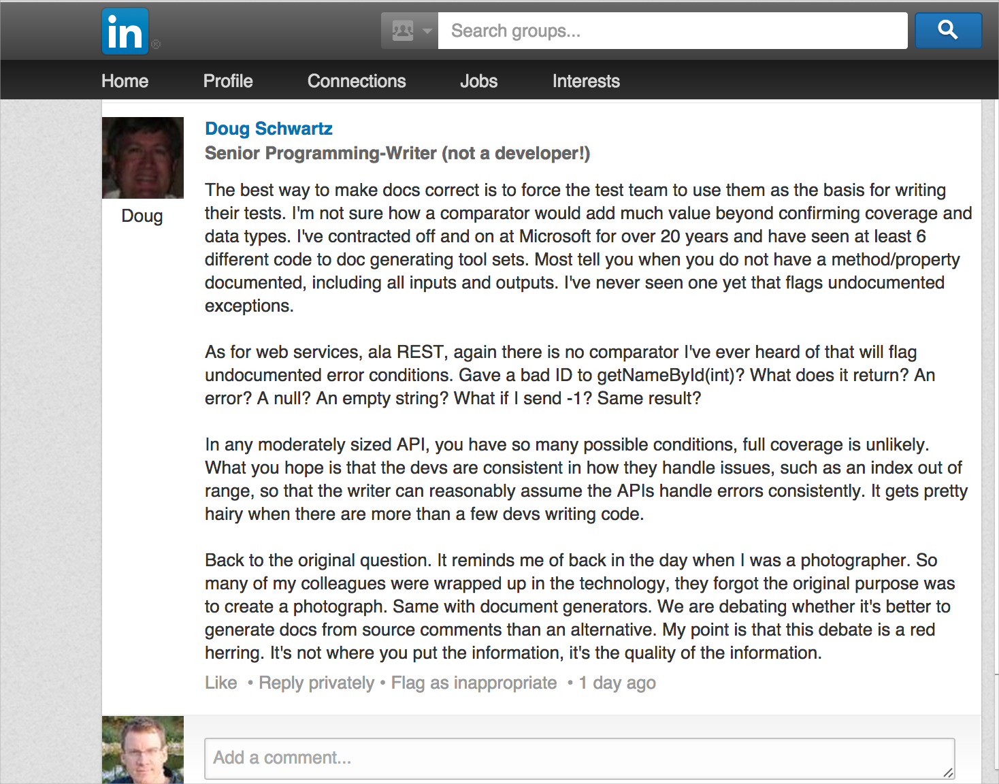 in ®
Search groups...
Home Profile Connections Jobs Interests
Doug Schwartz
Senior Programming-Writer (not a developer!)
Doug
The best way to make docs correct is to force the test team to use them as the basis for writing
their tests. I'm not sure how a comparator would add much value beyond confirming coverage and
data types. I've contracted off and on at Microsoft for over 20 years and have seen at least 6
different code to doc generating tool sets. Most tell you when you do not have a method/property
documented, including all inputs and outputs. I've never seen one yet that flags undocumented
exceptions.
As for web services, ala REST, again there is no comparator I've ever heard of that will flag
undocumented error conditions. Gave a bad ID to getNameById(int)? What does it return? An
error? A null? An empty string? What if I send -1? Same result?
In any moderately sized API, you have so many possible conditions, full coverage is unlikely.
What you hope is that the devs are consistent in how they handle issues, such as an index out of
range, so that the writer can reasonably assume the APIs handle errors consistently. It gets pretty
hairy when there are more than a few devs writing code.
Back to the original question. It reminds me of back in the day when I was a photographer. So
many of my colleagues were wrapped up in the technology, they forgot the original purpose was
to create a photograph. Same with document generators. We are debating whether it's better to
generate docs from source comments than an alternative. My point is that this debate is a red
herring. It's not where you put the information, it's the quality of the information.
Like • Reply privately • Flag as inappropriate • 1 day ago
Add a comment...